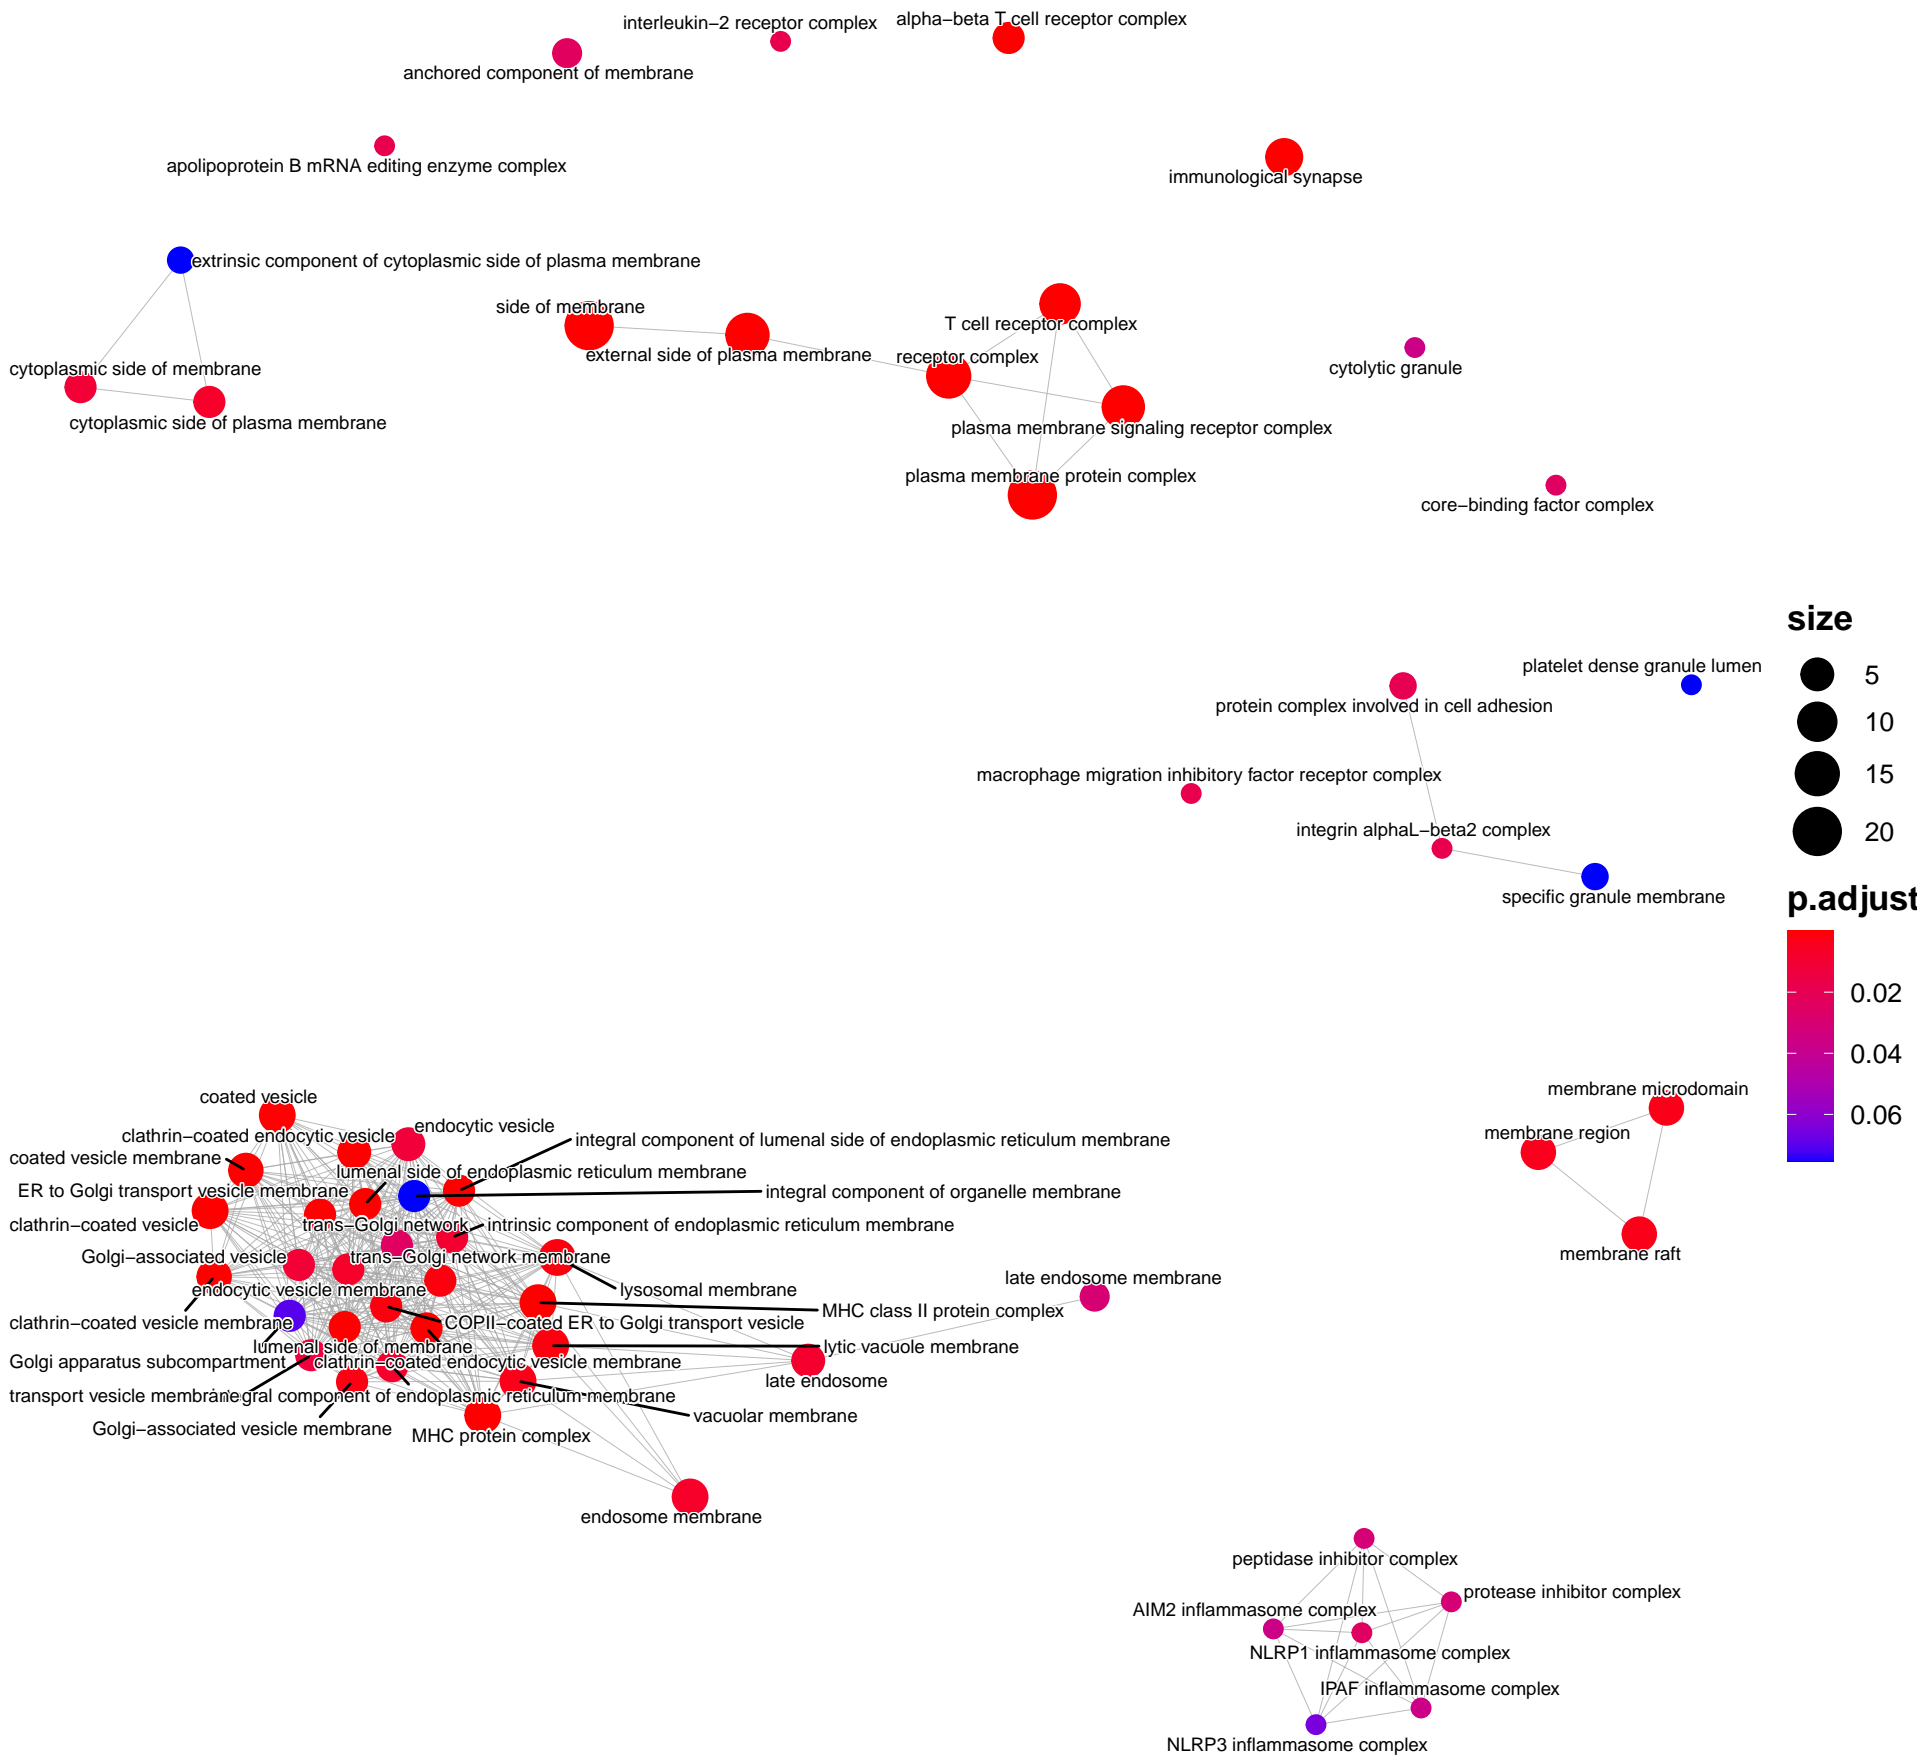 interleukin−2 receptor complex
alpha−beta T cell receptor complex
anchored component of membrane
apolipoprotein B mRNA editing enzyme complex
immunological synapse
extrinsic component of cytoplasmic side of plasma membrane
side of membrane
T cell receptor complex
external side of plasma membrane
receptor complex
cytoplasmic side of membrane
cytolytic granule
cytoplasmic side of plasma membrane
plasma membrane signaling receptor complex
plasma membrane protein complex
core−binding factor complex
size
5
10
15
20
platelet dense granule lumen
protein complex involved in cell adhesion
macrophage migration inhibitory factor receptor complex
integrin alphaL−beta2 complex
specific granule membrane
p.adjust
0.02
0.04
0.06
membrane microdomain
membrane region
membrane raft
coated vesicle
endocytic vesicle
clathrin−coated endocytic vesicle
integral component of lumenal side of endoplasmic reticulum membrane
coated vesicle membrane
lumenal side of endoplasmic reticulum membrane
ER to Golgi transport vesicle membrane
integral component of organelle membrane
clathrin−coated vesicle
trans−Golgi network
intrinsic component of endoplasmic reticulum membrane
Golgi−associated vesicle
trans−Golgi network membrane
late endosome membrane
endocytic vesicle membrane
lysosomal membrane
MHC class II protein complex
clathrin−coated vesicle membrane
COPII−coated ER to Golgi transport vesicle
lumenal side of membrane
lytic vacuole membrane
Golgi apparatus subcompartment
clathrin−coated endocytic vesicle membrane
late endosome
transport vesicle membrane
integral component of endoplasmic reticulum membrane
vacuolar membrane
Golgi−associated vesicle membrane
MHC protein complex
endosome membrane
peptidase inhibitor complex
protease inhibitor complex
AIM2 inflammasome complex
NLRP1 inflammasome complex
IPAF inflammasome complex
NLRP3 inflammasome complex